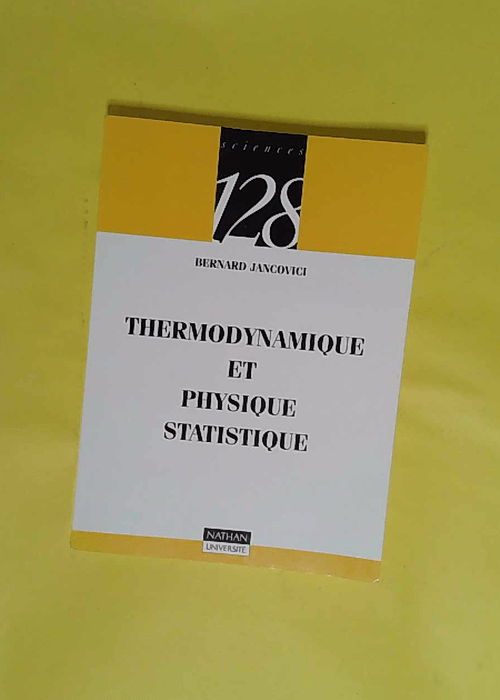 sciences
128
BERNARD JANCOVICI
THERMODYNAMIQUE
ET
PHYSIQUE
STATISTIQUE
NATHAN
UNIVERSITÉ